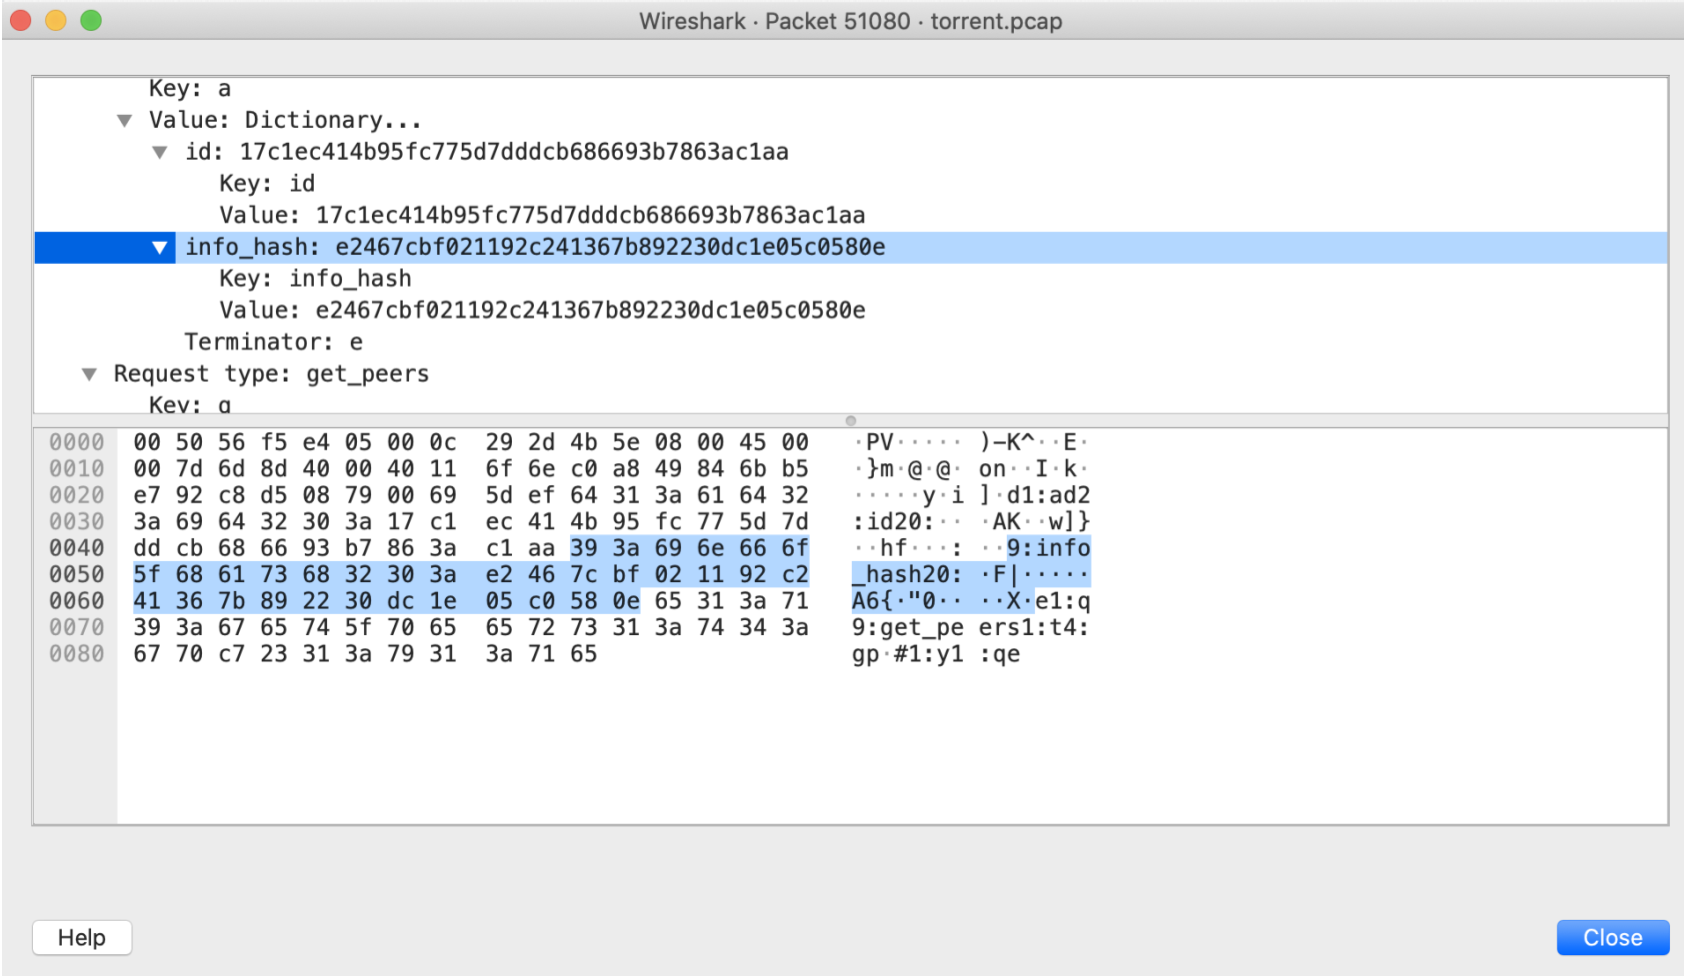 Wireshark · Packet 51080 · torrent.pcap
Key: a
Value: Dictionary...
id: 17c1ec414b95fc775d7dddcb686693b7863ac1aa
Key: id
Value: 17c1ec414b95fc775d7dddcb686693b7863ac1aa
info_hash: e2467cbf021192c241367b892230dc1e05c0580e
Key: info_hash
Value: e2467cbf021192c241367b892230dc1e05c0580e
Terminator: e
Request type: get_peers
Key: q
0000 00 50 56 f5 e4 05 00 0c 29 2d 4b 5e 08 00 45 00 ·PV····· )-K^··E·
0010 00 7d 6d 8d 40 00 40 11 6f 6e c0 a8 49 84 6b b5 ·}m·@·@· on··I·k·
0020 e7 92 c8 d5 08 79 00 69 5d ef 64 31 3a 61 64 32 ·····y·i ]·d1:ad2
0030 3a 69 64 32 30 3a 17 c1 ec 41 4b 95 fc 77 5d 7d :id20:·· ·AK··w]}
0040 dd cb 68 66 93 b7 86 3a c1 aa 39 3a 69 6e 66 6f ··hf···: ··9:info
0050 5f 68 61 73 68 32 30 3a e2 46 7c bf 02 11 92 c2 _hash20: ·F|·····
0060 41 36 7b 89 22 30 dc 1e 05 c0 58 0e 65 31 3a 71 A6{·"0·· ··X·e1:q
0070 39 3a 67 65 74 5f 70 65 65 72 73 31 3a 74 34 3a 9:get_pe ers1:t4:
0080 67 70 c7 23 31 3a 79 31 3a 71 65 gp·#1:y1 :qe
Help
Close